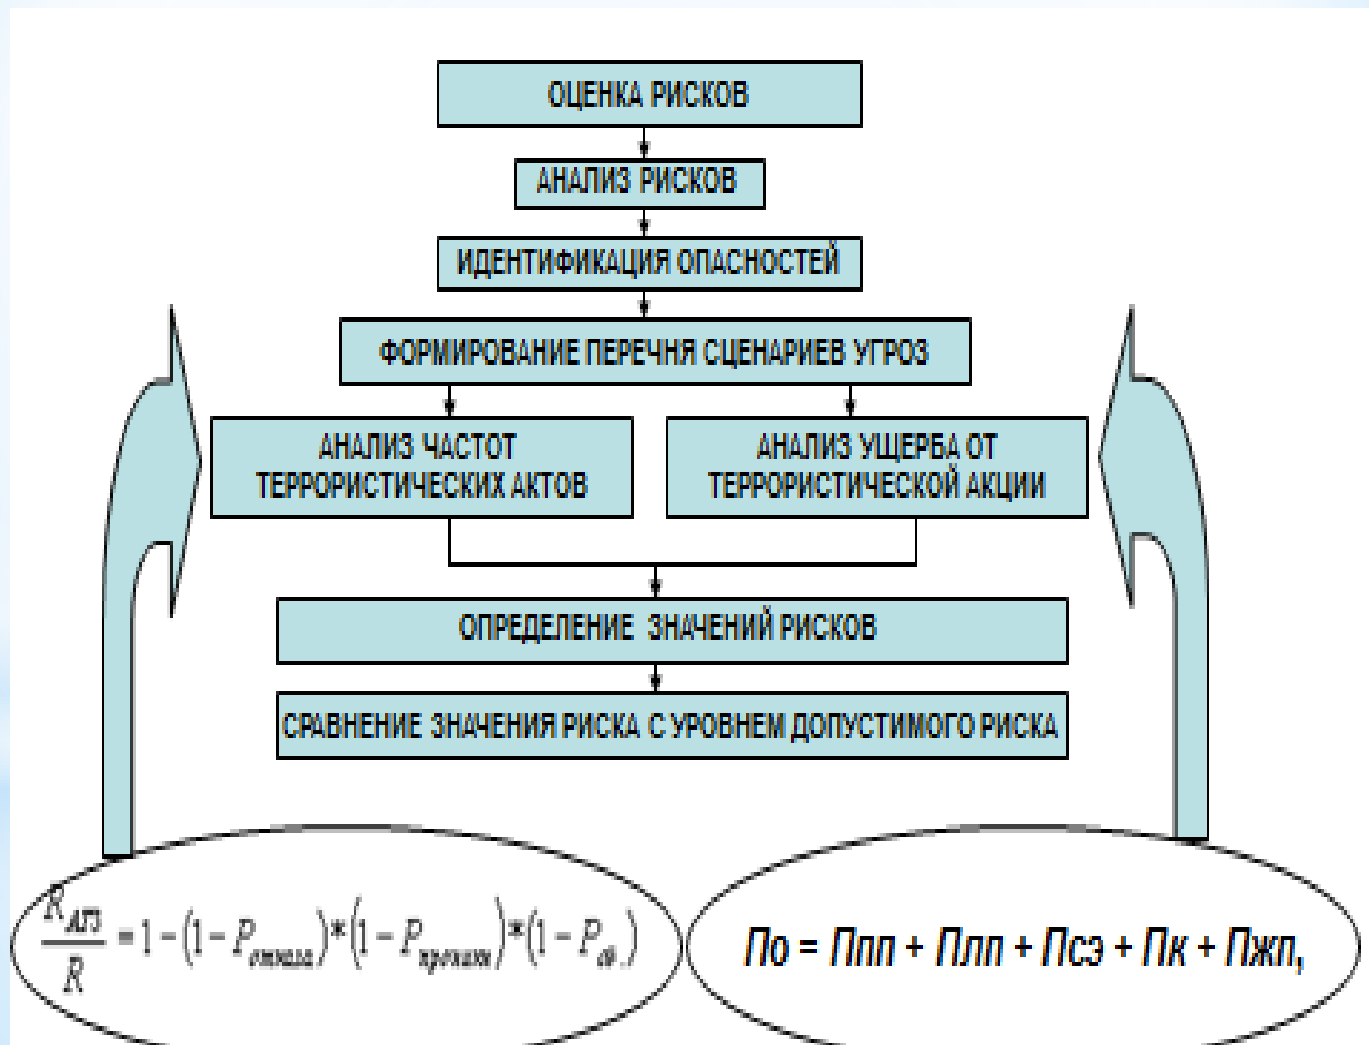 ОЦЕНКА РИСКОВ
АНАЛИЗ РИСКОВ
ИДЕНТИФИКАЦИЯ ОПАСНОСТЕЙ
ФОРМИРОВАНИЕ ПЕРЕЧНЯ СЦЕНАРИЕВ УГРОЗ
АНАЛИЗ ЧАСТОТ
ТЕРРОРИСТИЧЕСКИХ АКТОВ
АНАЛИЗ УЩЕРБА ОТ
ТЕРРОРИСТИЧЕСКОЙ АКЦИИ
ОПРЕДЕЛЕНИЕ ЗНАЧЕНИЙ РИСКОВ
СРАВНЕНИЕ ЗНАЧЕНИЯ РИСКА С УРОВНЕМ ДОПУСТИМОГО РИСКА
R
R = 1 - (1 - P отказа) * (1 - P) * (1 - P)
По = Ппп + Плп + Псэ + Пк + Пжп,